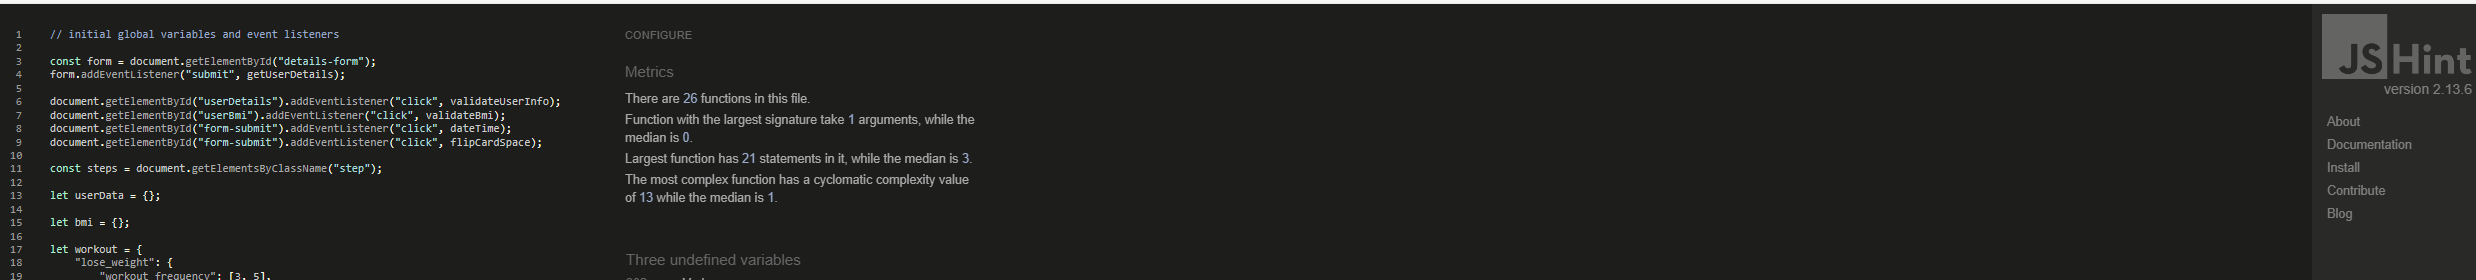 1 // initial global variables and event listeners
2
3 const form = document.getElementById("details-form");
4 form.addEventListener("submit", getUserDetails);
5
6 document.getElementById("userDetails").addEventListener("click", validateUserInfo);
7 document.getElementById("userBmi").addEventListener("click", validateBmi);
8 document.getElementById("form-submit").addEventListener("click", dateTime);
9 document.getElementById("form-submit").addEventListener("click", flipCardSpace);
10
11 const steps = document.getElementsByClassName("step");
12
13 let userData = {};
14
15 let bmi = {};
16
17 let workout = {
18 "lose_weight": {
19 "workout_frequency": [3, 5],
CONFIGURE
Metrics
There are 26 functions in this file.
Function with the largest signature take 1 arguments, while the
median is 0.
Largest function has 21 statements in it, while the median is 3.
The most complex function has a cyclomatic complexity value
of 13 while the median is 1.
Three undefined variables
JSHint
version 2.13.6
About
Documentation
Install
Contribute
Blog